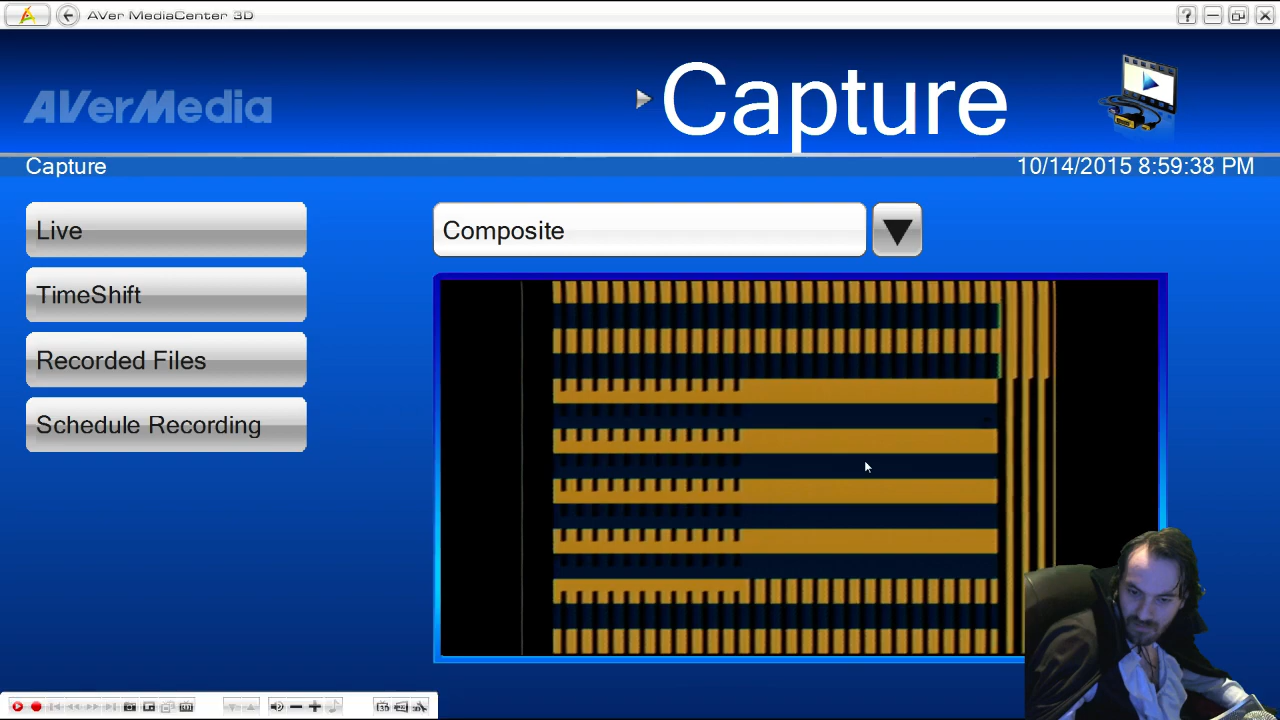 AVer MediaCenter 3D
?
AVerMedia
Capture
Capture
10/14/2015 8:59:38 PM
Live
Composite
TimeShift
Recorded Files
Schedule Recording